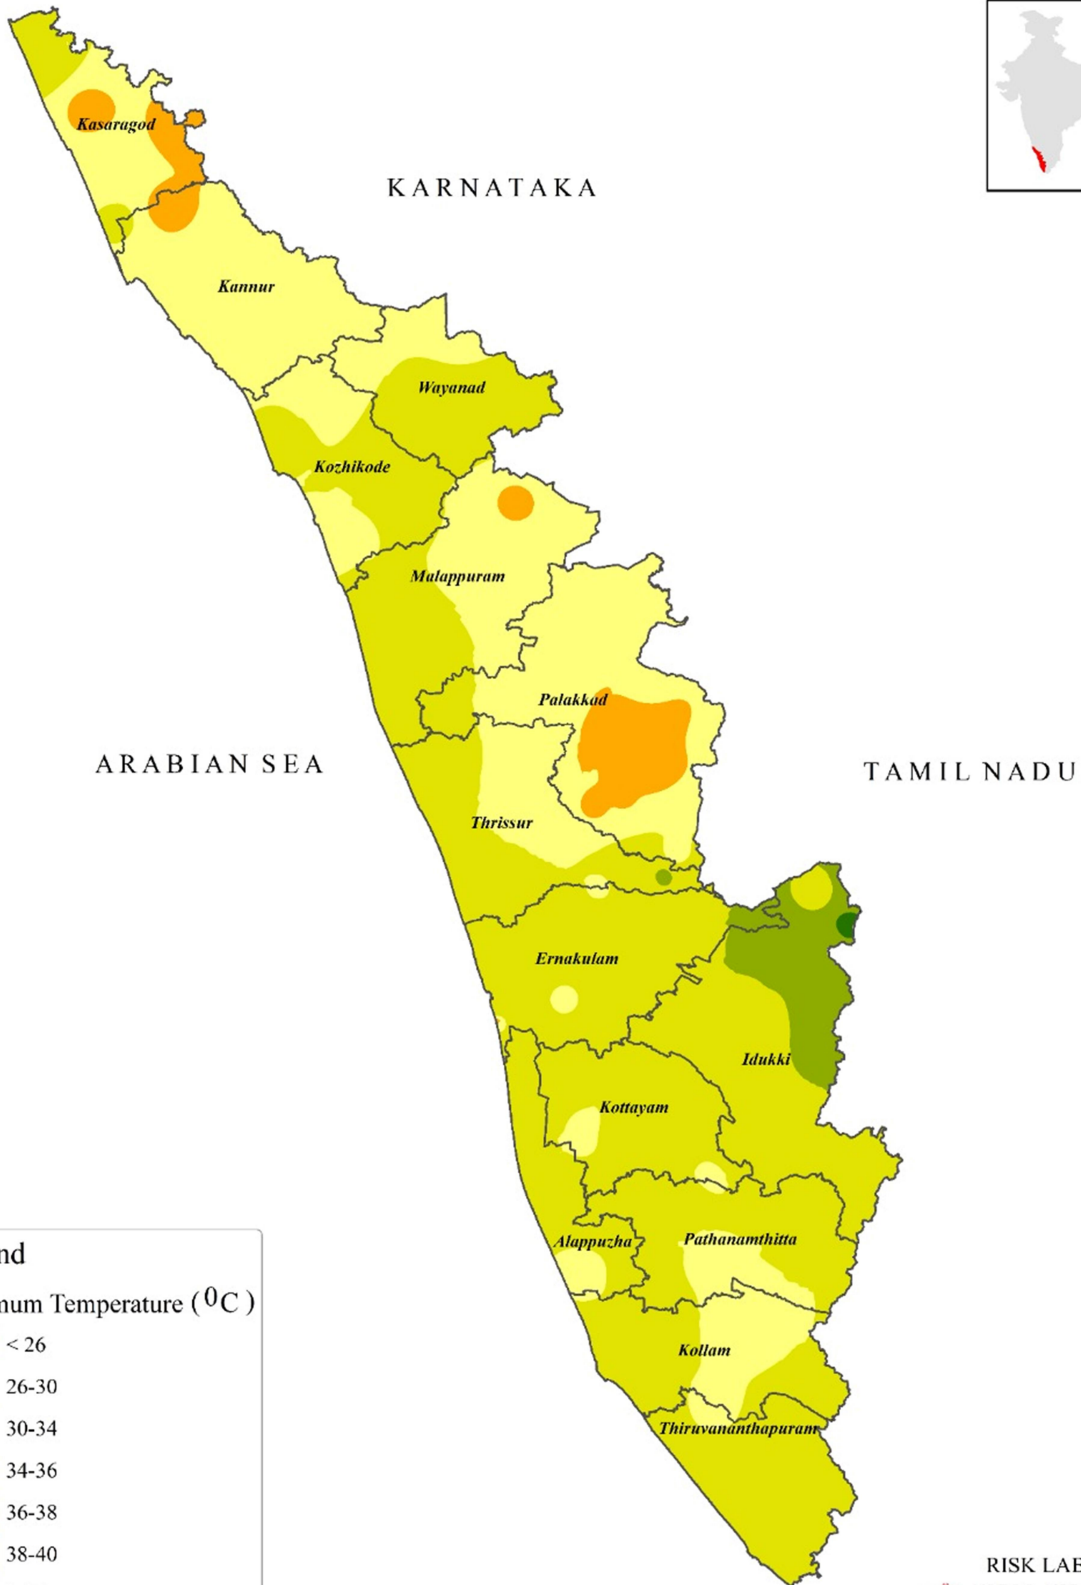 Kasaragod
KARNATAKA
Kannur
Wayanad
Kozhikode
Malappuram
Palakkad
ARABIAN SEA
TAMIL NADU
Thrissur
Ernakulam
Idukki
Kottayam
Alappuzha
Pathanamthitta
Kollam
Thiruvananthapuram
nd
num Temperature (⁰C)
< 26
26-30
30-34
34-36
36-38
38-40
RISK LAB